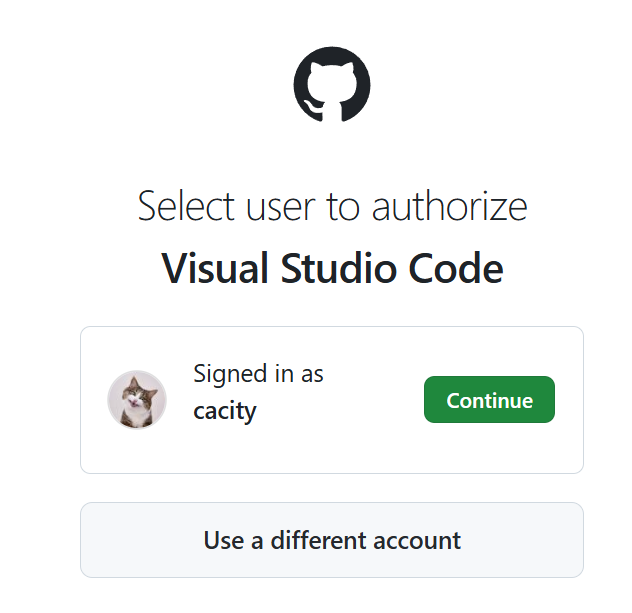 Select user to authorize
Visual Studio Code
Signed in as
cacity
Continue
Use a different account